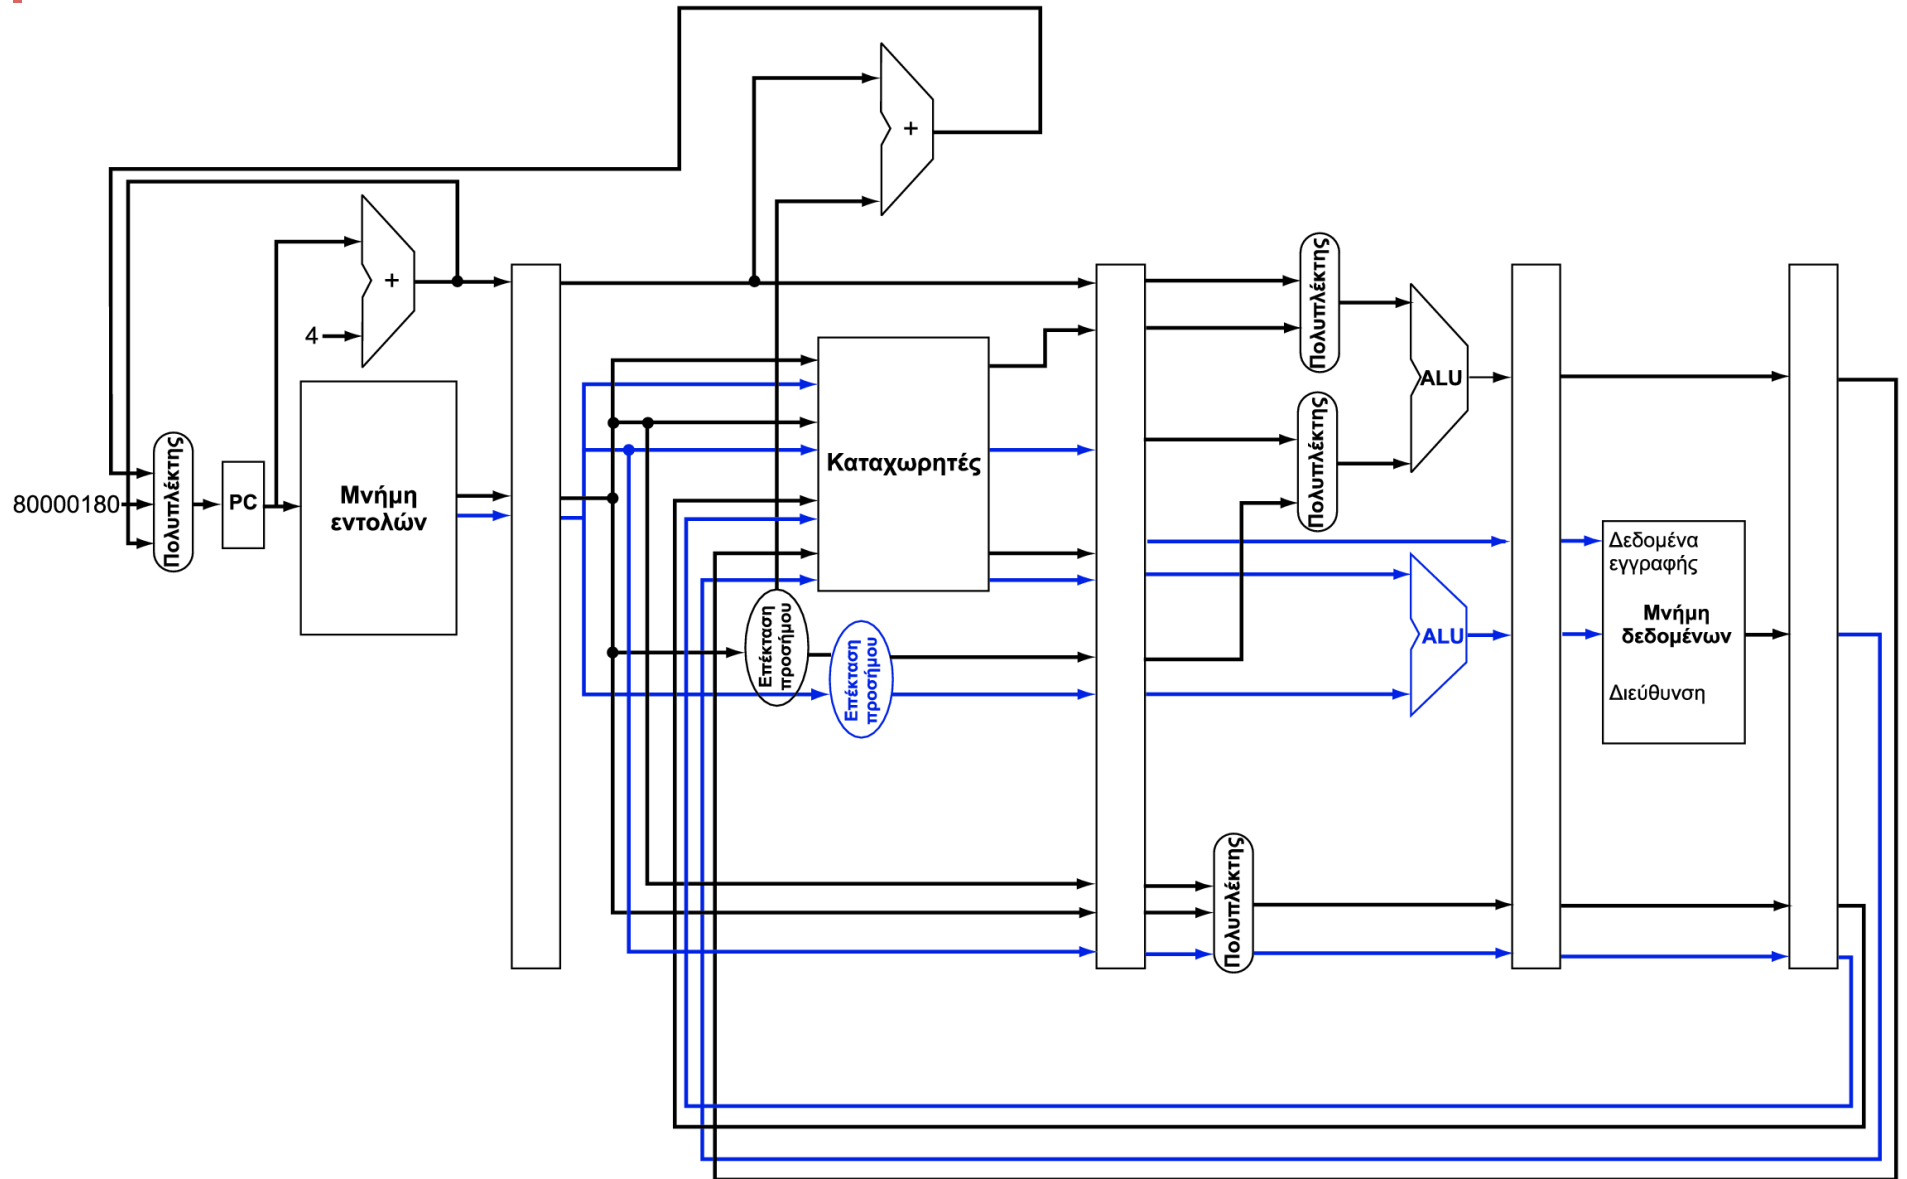 +
+
4
Πολυπλέκτης
80000180
PC
Μνήμη
εντολών
Καταχωρητές
Επέκταση
προσήμου
Επέκταση
προσήμου
Πολυπλέκτης
Πολυπλέκτης
ALU
ALU
Δεδομένα
εγγραφής
Μνήμη
δεδομένων
Διεύθυνση
Πολυπλέκτης